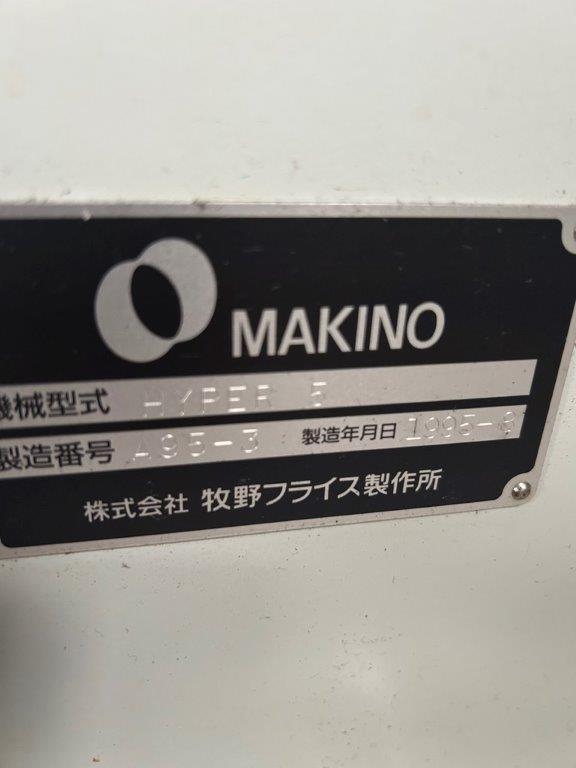 MAKINO
機械型式 HYPER 5
製造番号 A95-3 製造年月日 1995-8
株式会社 牧野フライス製作所